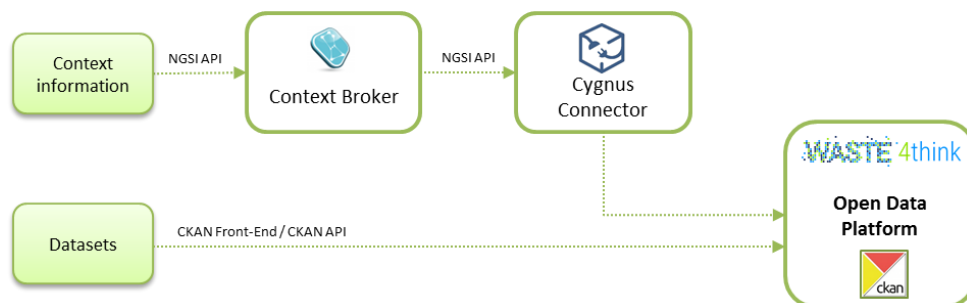 Context
information
NGSI API
Context Broker
NGSI API
Cygnus
Connector
WASTE 4think
Open Data
Platform
ckan
Datasets
CKAN Front-End / CKAN API